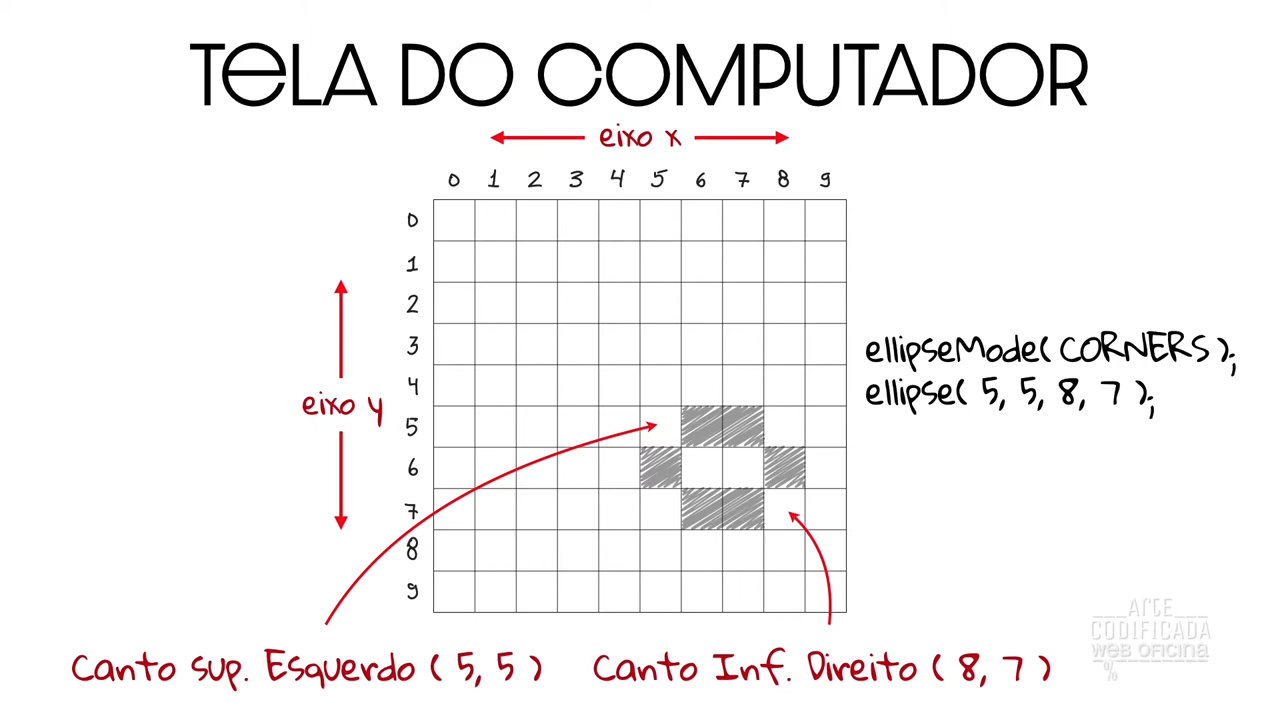 TELA DO COMPUTADOR
eixo x
0 1 2 3 4 5 6 7 8 9
0
1
2
3
4
5
6
7
8
9
eixo y
ellipseMode( CORNERS );
ellipse( 5, 5, 8, 7 );
Canto sup. Esquerdo ( 5, 5 )
Canto Inf. Direito ( 8, 7 )
___Arte___
CODIFICADA
web oficina
%